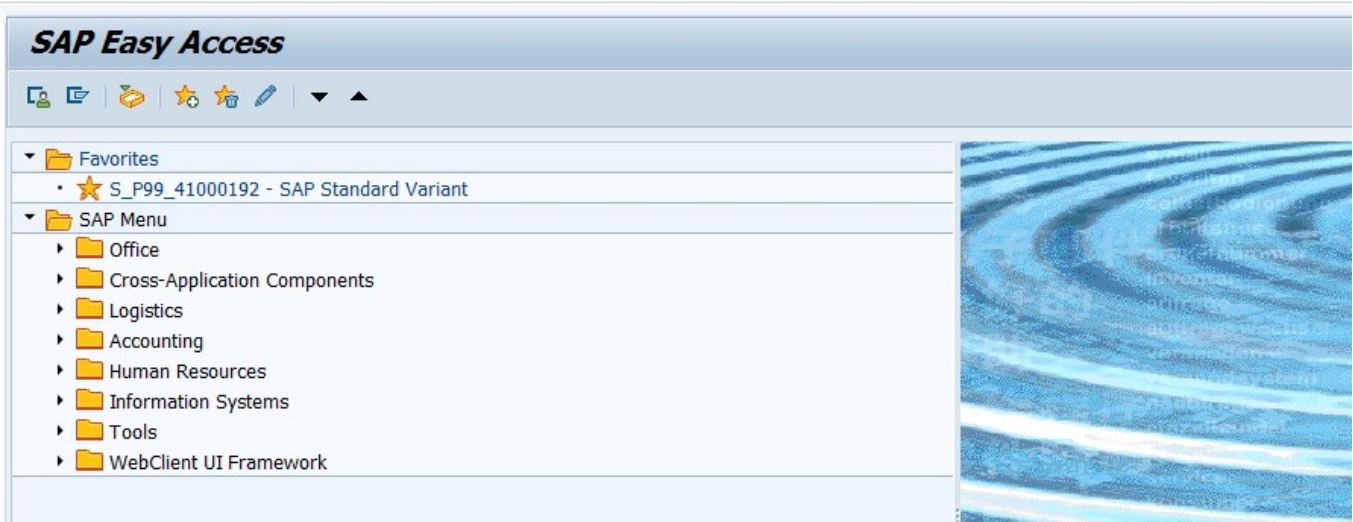 SAP Easy Access
Favorites
S_P99_41000192 - SAP Standard Variant
SAP Menu
Office
Cross-Application Components
Logistics
Accounting
Human Resources
Information Systems
Tools
WebClient UI Framework